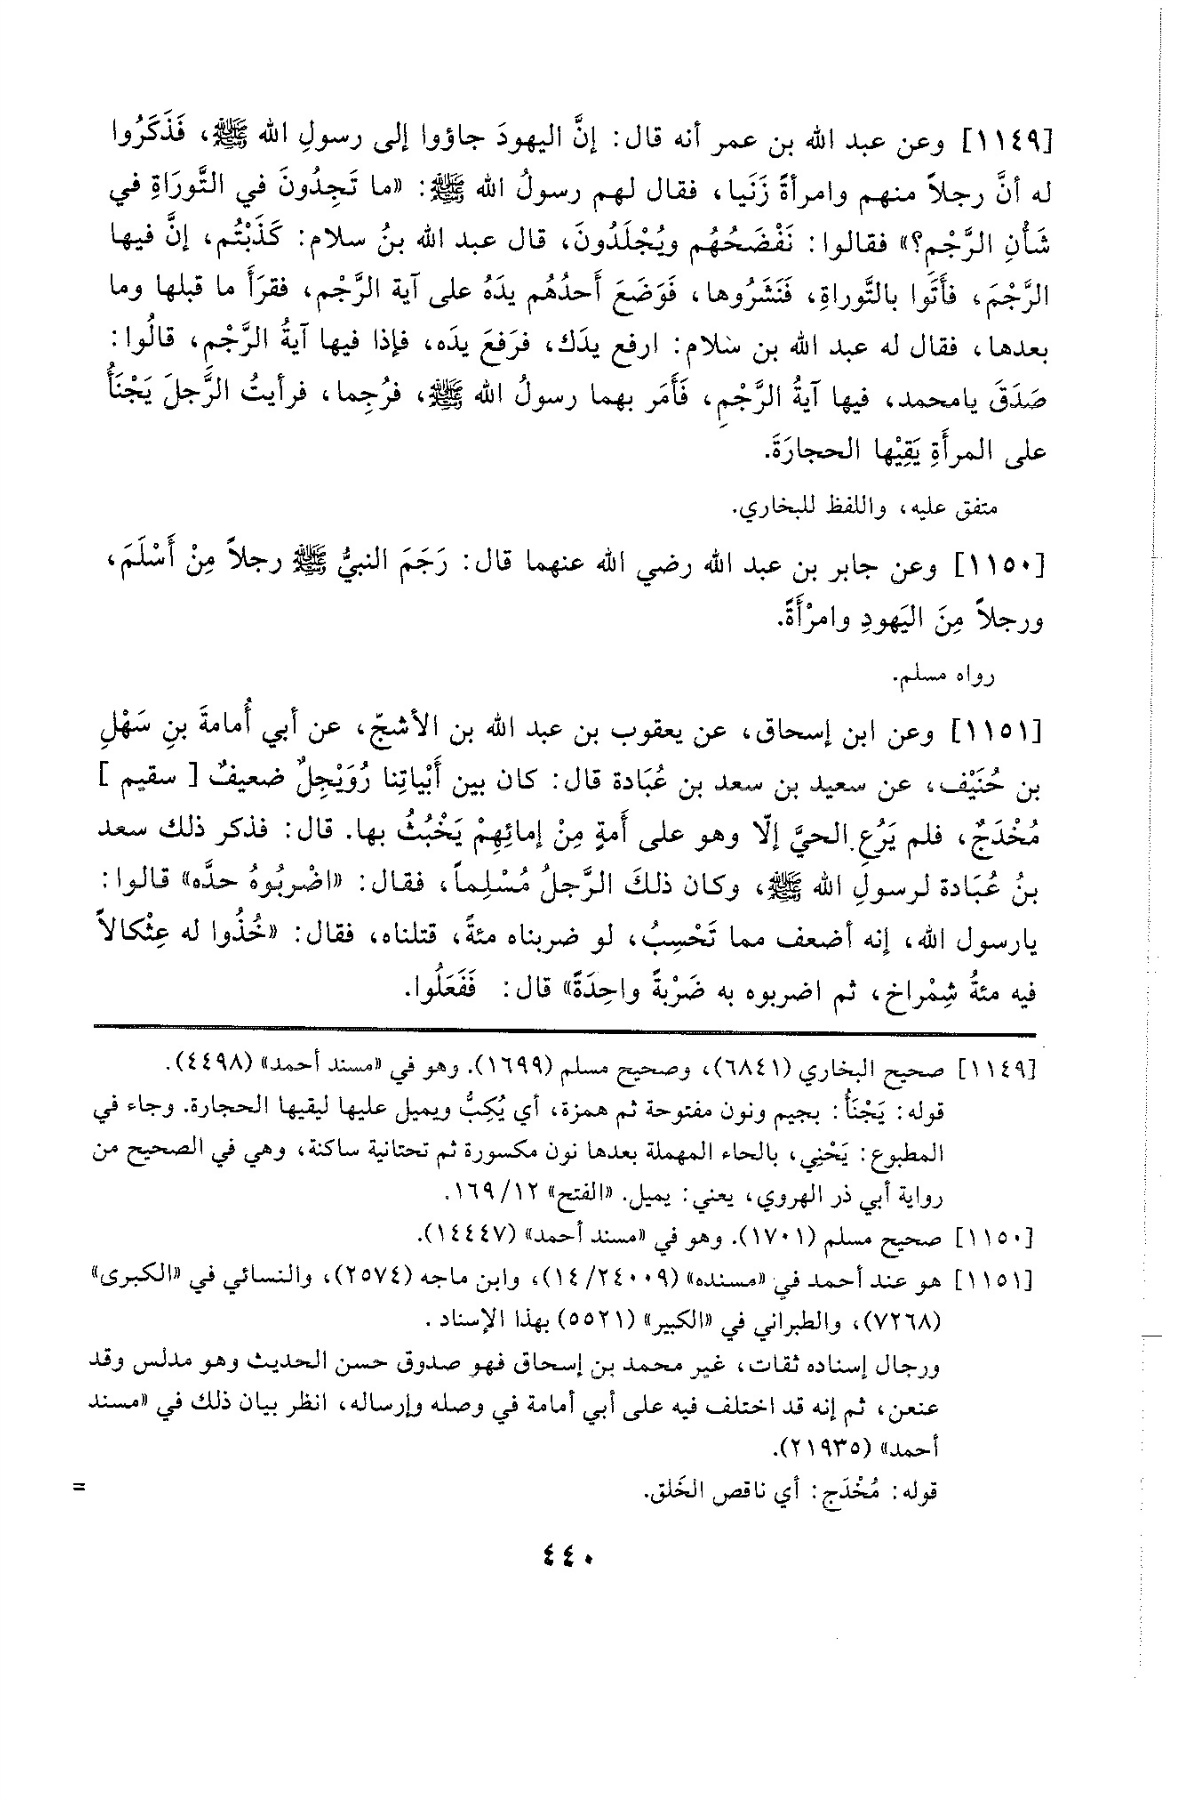 [١١٤٩] وعن عبد الله بن عمر أنه قال: إنَّ اليهودَ جاؤوا إلى رسولِ الله ﷺ، فَذَكَرُوا
له أنَّ رجلاً منهم وامرأةً زَنَيا، فقال لهم رسولُ الله ﷺ: «ما تَجِدُونَ في التَّورَاةِ في
شَأْنِ الرَّجْمِ؟» فقالوا: نَفْضَحُهُم ويُجْلَدُونَ، قال عبد الله بنُ سلام: كَذَبْتُم، إنَّ فيها
الرَّجْمَ، فأَتَوا بالتَّوراةِ، فَنَشَرُوها، فَوَضَعَ أَحدُهُم يدَهُ على آية الرَّجْم، فقرَأَ ما قبلها وما
بعدها، فقال له عبد الله بن سَلام: ارفع يدَك، فرَفعَ يدَه، فإذا فيها آيةُ الرَّجْمِ، قالُوا:
صَدَقَ يامحمد، فيها آيةُ الرَّجْمِ، فَأَمَر بهما رسولُ الله ﷺ، فرُجِما، فرأيتُ الرَّجلَ يَجْنَأُ
على المرأَةِ يَقِيْها الحجارَةَ.
متفق عليه، واللفظ للبخاري.
[١١٥٠] وعن جابر بن عبد الله رضي الله عنهما قال: رَجَمَ النبيُّ ﷺ رجلاً مِنْ أَسْلَمَ،
ورجلاً مِنَ اليَهودِ وامرْأَةً.
رواه مسلم.
[١١٥١] وعن ابن إسحاق، عن يعقوب بن عبد الله بن الأشجّ، عن أبي أُمامةَ بنِ سَهْلِ
بن حُنَيْف، عن سعيد بن سعد بن عُبَادة قال: كان بين أَبْياتِنا رُوَيْجِلٌ ضعيفٌ [ سقيم ]
مُخْدَجٌ، فلم يَرُعِ الحيَّ إلّا وهو على أَمةٍ مِنْ إمائِهِمْ يَخْبُثُ بها. قال: فذكر ذلك سعد
بنُ عُبَادة لرسولِ الله ﷺ، وكان ذلكَ الرَّجلُ مُسْلِماً، فقال: «اضْربُوهُ حدَّه» قالوا:
يارسول الله، إنه أضعف مما تَحْسِبُ، لو ضربناه مئةً، قتلناه، فقال: «خُذُوا له عِثْكالاً
فيه مئةُ شِمْراخ، ثم اضربوه به ضَرْبةً واحِدَةً» قال: فَفَعَلُوا.
[١١٤٩] صحيح البخاري (٦٨٤١)، وصحيح مسلم (١٦٩٩). وهو في «مسند أحمد» (٤٤٩٨).
قوله: يَجْنَأُ: بجيم ونون مفتوحة ثم همزة، أي يُكِبُّ ويميل عليها ليقيها الحجارة. وجاء في
المطبوع: يَحْنِي، بالحاء المهملة بعدها نون مكسورة ثم تحتانية ساكنة، وهي في الصحيح من
رواية أبي ذر الهروي، يعني: يميل. «الفتح» ١٦٩/١٢.
[١١٥٠] صحيح مسلم (١٧٠١). وهو في «مسند أحمد» (١٤٤٤٧).
[١١٥١] هو عند أحمد في «مسنده» (١٤/٢٤٠٠٩)، وابن ماجه (٢٥٧٤)، والنسائي في «الكبرى»
(٧٢٦٨)، والطبراني في «الكبير» (٥٥٢١) بهذا الإسناد .
ورجال إسناده ثقات، غير محمد بن إسحاق فهو صدوق حسن الحديث وهو مدلس وقد
عنعن، ثم إنه قد اختلف فيه على أبي أمامة في وصله وإرساله، انظر بيان ذلك في «مسند
أحمد» (٢١٩٣٥).
قوله: مُخْدَج: أي ناقص الخَلق. =
٤٤٠